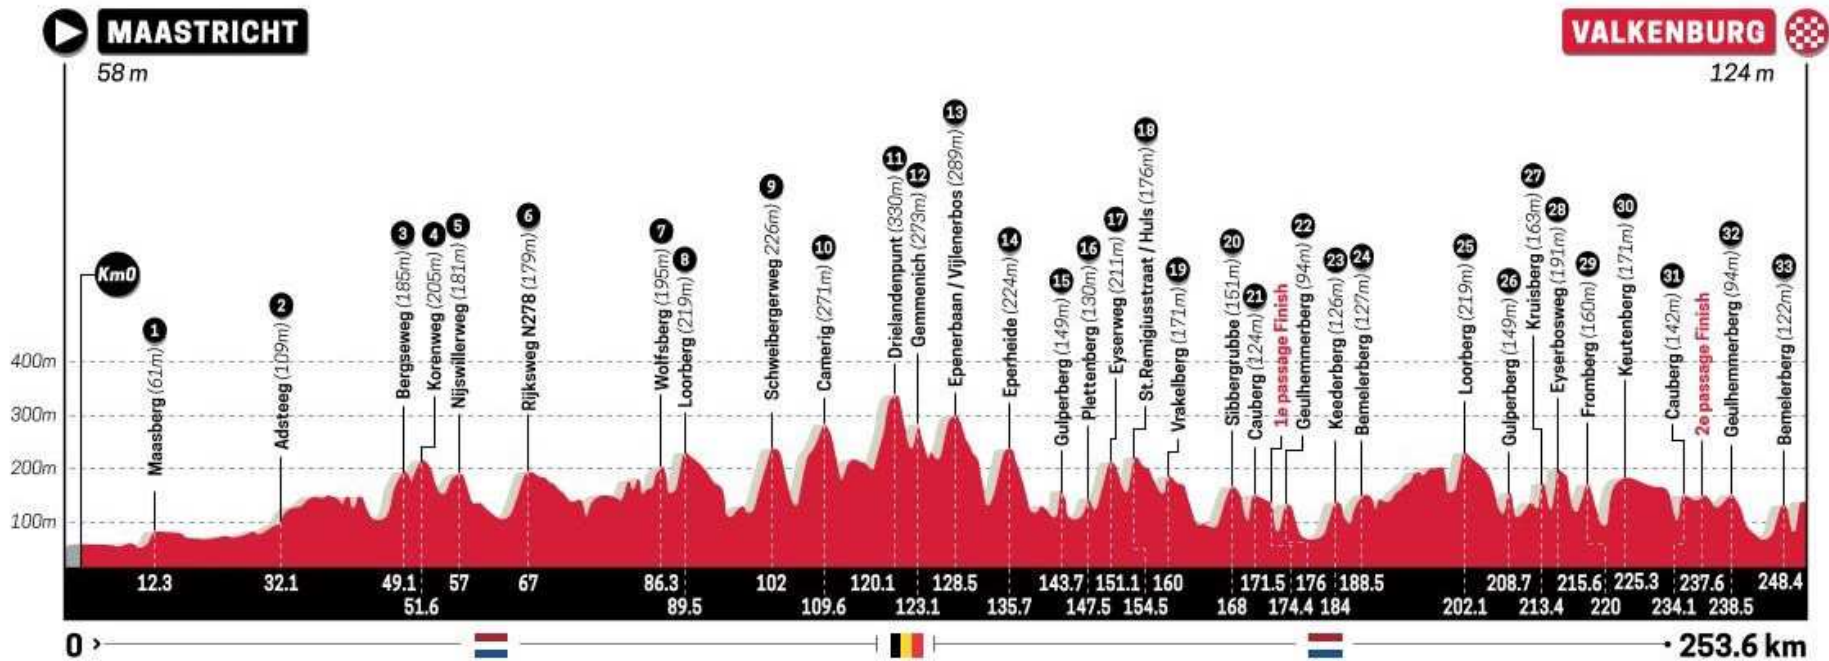 MAASTRICHT
58 m
VALKENBURG
124 m
Km0
1
Maasberg (61m)
2
Adsteeg (109m)
3
Bergseweg (185m)
4
Korenweg (205m)
5
Nijswillerweg (181m)
6
Rijksweg N278 (179m)
7
Wolfsberg (195m)
8
Loorberg (219m)
9
Schweibergerweg 226m)
10
Camerig (271m)
11
Drielandenpunt (330m)
12
Gemmenich (273m)
13
Epenerbaan / Vijlenerbos (289m)
14
Eperheide (224m)
15
Gulperberg (149m)
16
Plettenberg (130m)
17
Eyserweg (211m)
18
St.Remigiusstraat / Huls (176m)
19
Vrakelberg (171m)
20
Sibbergrubbe (151m)
21
Cauberg (124m)
1e passage Finish
22
Geulhemmerberg (94m)
23
Keederberg (126m)
24
Bemelerberg (127m)
25
Loorberg (219m)
26
Gulperberg (149m)
27
Kruisberg (163m)
28
Eyserbosweg (191m)
29
Fromberg (160m)
30
Keutenberg (171m)
31
Cauberg (142m)
2e passage Finish
32
Geulhemmerberg (94m)
33
Bemelerberg (122m)
400m
300m
200m
100m
12.3 32.1 49.1 57 67 86.3 102 120.1 128.5 143.7 151.1 160 171.5 176 188.5 208.7 215.6 225.3 237.6 248.4
51.6 89.5 109.6 123.1 135.7 147.5 154.5 168 174.4 184 202.1 213.4 220 234.1 238.5
0 253.6 km